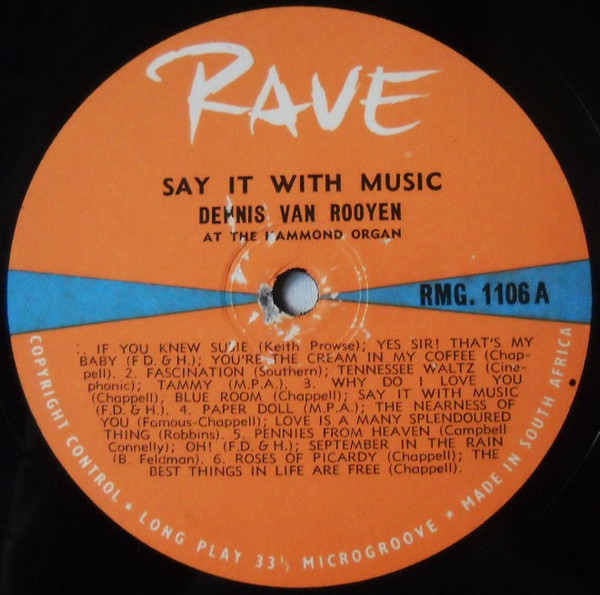 RAVE
SAY IT WITH MUSIC
DENNIS VAN ROOYEN
AT THE HAMMOND ORGAN
RMG. 1106 A
. IF YOU KNEW SUZIE (Keith Prowse); YES SIR! THAT'S MY
BABY (F. D. & H.); YOU'RE THE CREAM IN MY COFFEE (Chap-
pell). 2. FASCINATION (Southern); TENNESSEE WALTZ (Cine-
phonic); TAMMY (M.P.A.). 3. WHY DO I LOVE YOU
(Chappell), BLUE ROOM (Chappell); SAY IT WITH MUSIC
(F.D. & H.). 4. PAPER DOLL (M.P.A.); THE NEARNESS OF
YOU (Famous-Chappell); LOVE IS A MANY SPLENDOURED
THING (Robbins). 5. PENNIES FROM HEAVEN (Campbell
Connelly); OH! (F.D. & H.); SEPTEMBER IN THE RAIN
(B. Feldman). 6. ROSES OF PICARDY (Chappell); THE
BEST THINGS IN LIFE ARE FREE (Chappell).
COPYRIGHT CONTROL * LONG PLAY 33⅓ MICROGROOVE * MADE IN SOUTH AFRICA